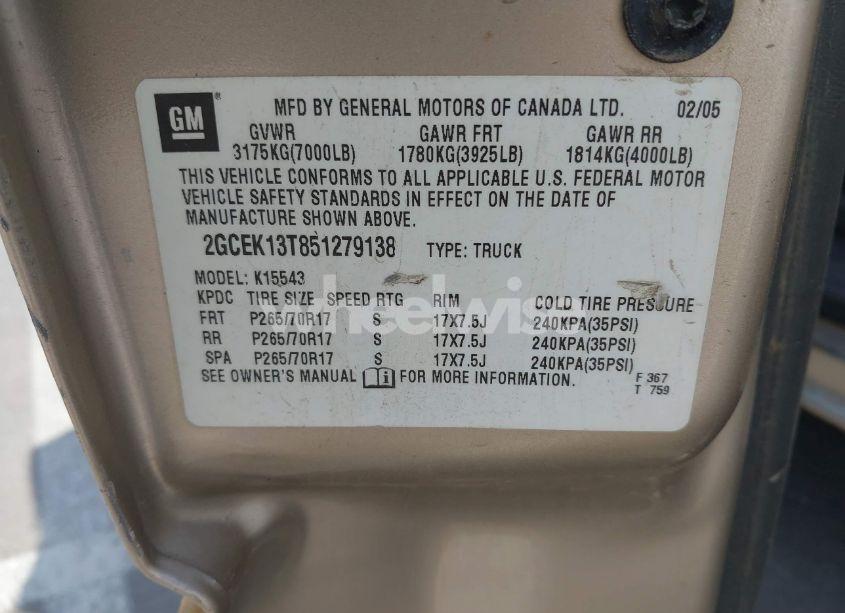 GM
MFD BY GENERAL MOTORS OF CANADA LTD. 02/05
GVWR GAWR FRT GAWR RR
3175KG(7000LB) 1780KG(3925LB) 1814KG(4000LB)
THIS VEHICLE CONFORMS TO ALL APPLICABLE U.S. FEDERAL MOTOR
VEHICLE SAFETY STANDARDS IN EFFECT ON THE DATE OF
MANUFACTURE SHOWN ABOVE.
2GCEK13T851279138 TYPE: TRUCK
MODEL: K15543
KPDC TIRE SIZE SPEED RTG RIM COLD TIRE PRESSURE
FRT P265/70R17 S 17X7.5J 240KPA(35PSI)
RR P265/70R17 S 17X7.5J 240KPA(35PSI)
SPA P265/70R17 S 17X7.5J 240KPA(35PSI)
SEE OWNER'S MANUAL i FOR MORE INFORMATION.
F 367
T 759
wheelwise